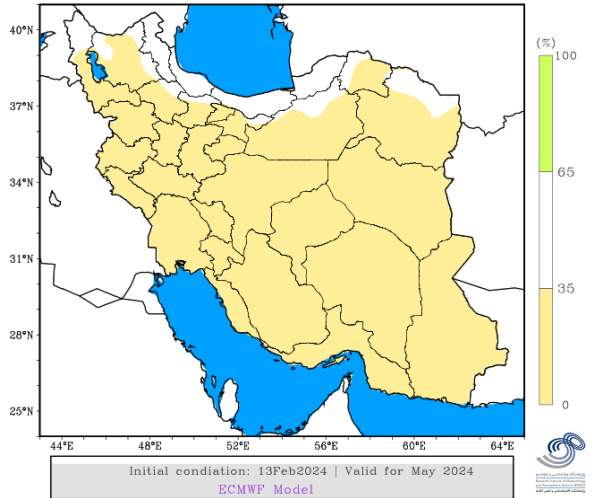 (%)
100
65
35
0
40°N
37°N
34°N
31°N
28°N
25°N
44°E
48°E
52°E
56°E
60°E
64°E
Initial condiation: 13Feb2024 | Valid for May 2024
ECMWF Model